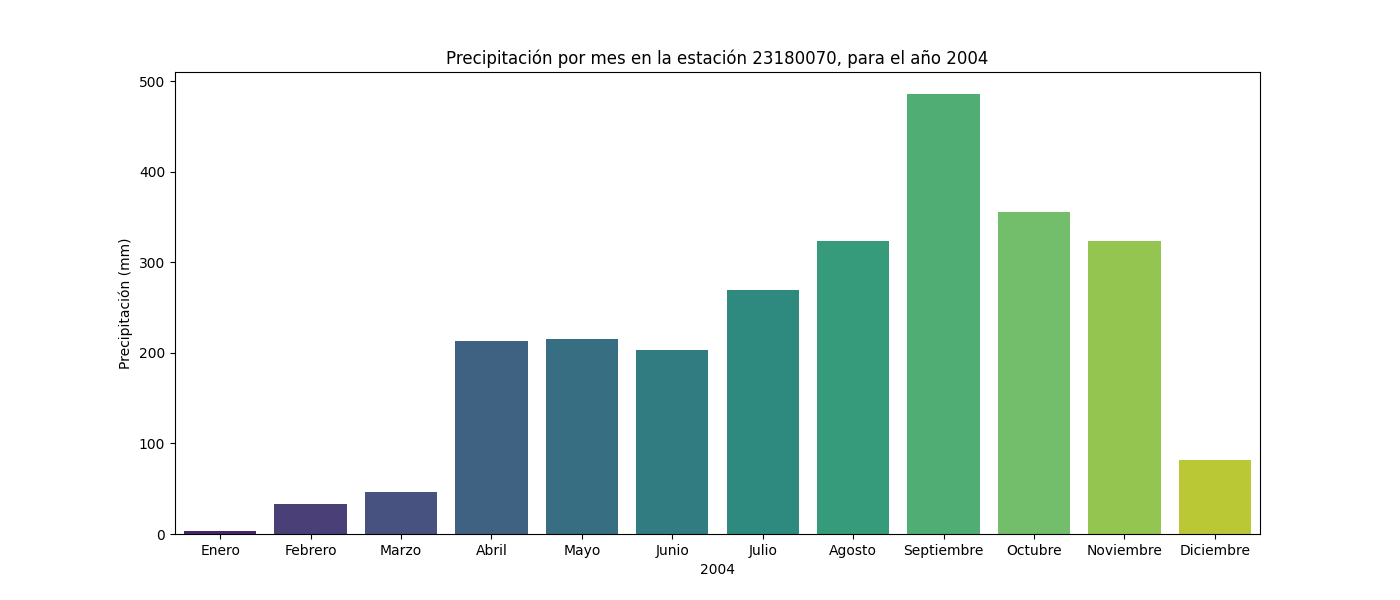 Precipitación por mes en la estación 23180070, para el año 2004
Precipitación (mm)
500
400
300
200
100
0
Enero Febrero Marzo Abril Mayo Junio Julio Agosto Septiembre Octubre Noviembre Diciembre
2004